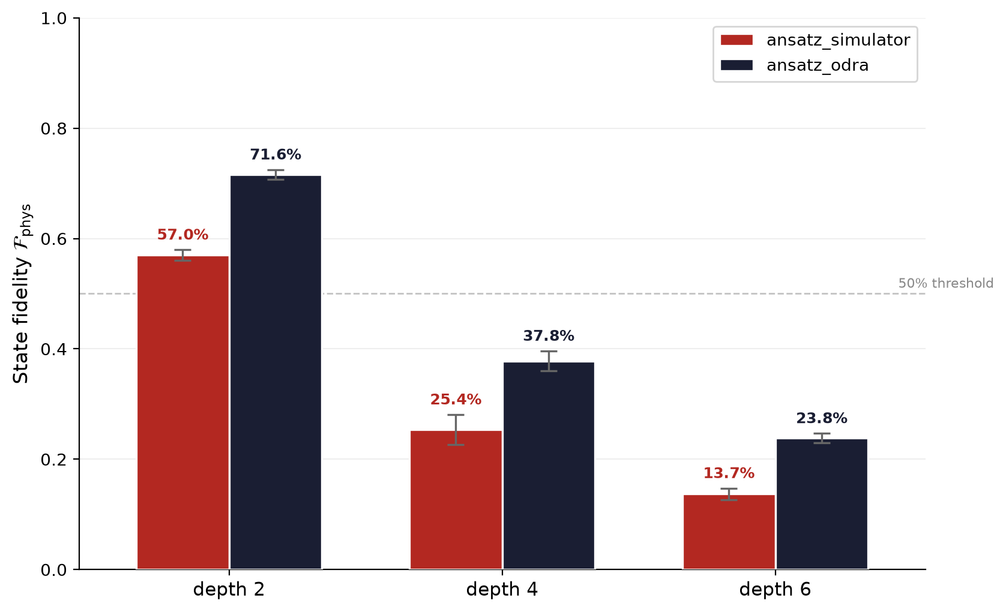 ansatz_simulator
ansatz_odra
State fidelity 𝓕phys
1.0
0.8
0.6
0.4
0.2
0.0
71.6%
57.0%
50% threshold
37.8%
25.4%
23.8%
13.7%
depth 2
depth 4
depth 6